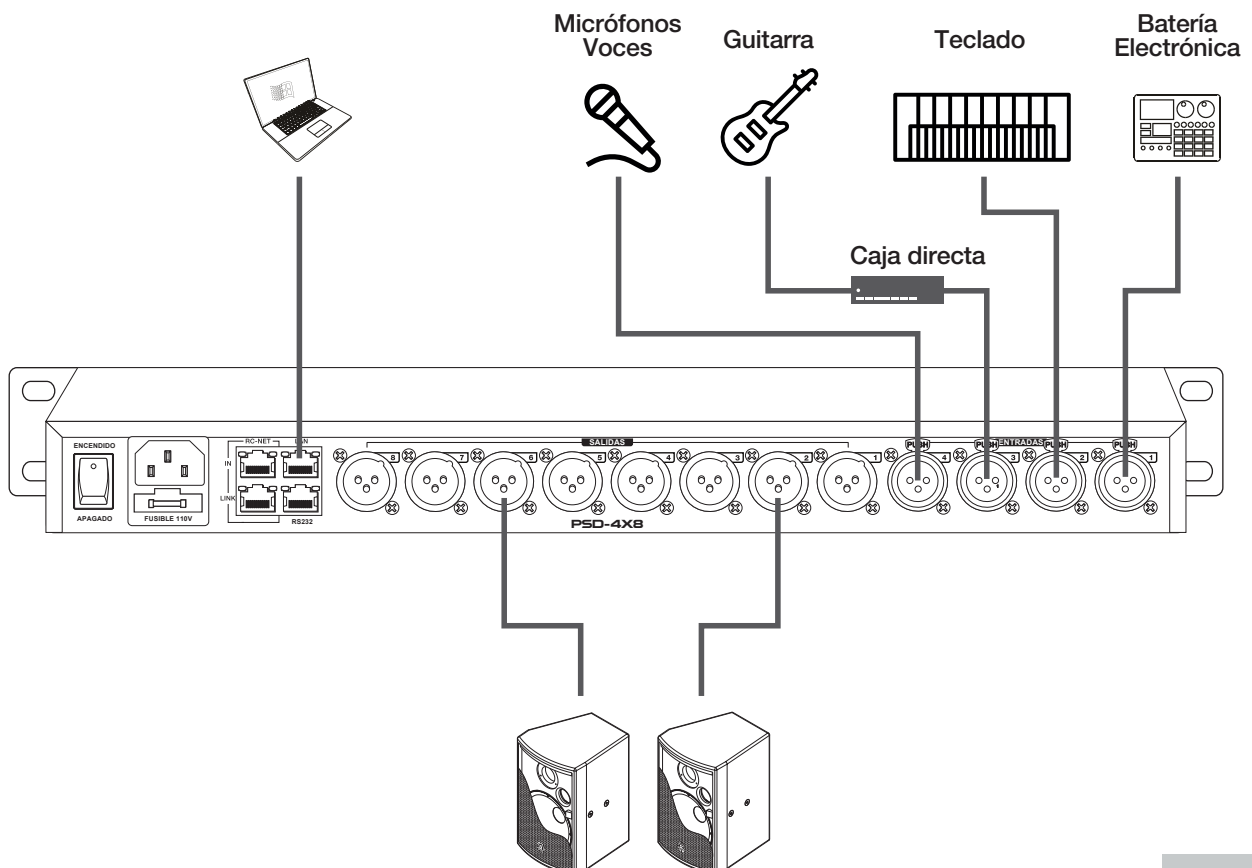 Micrófonos
Voces
Guitarra
Teclado
Batería
Electrónica
Caja directa
ENCENDIDO
APAGADO
FUSIBLE 110V
RC-NET
LAN
IN
LINK
RS232
SALIDAS
8
7
6
5
4
3
2
1
ENTRADAS
PUSH
PUSH
PUSH
PUSH
4
3
2
1
PSD-4X8